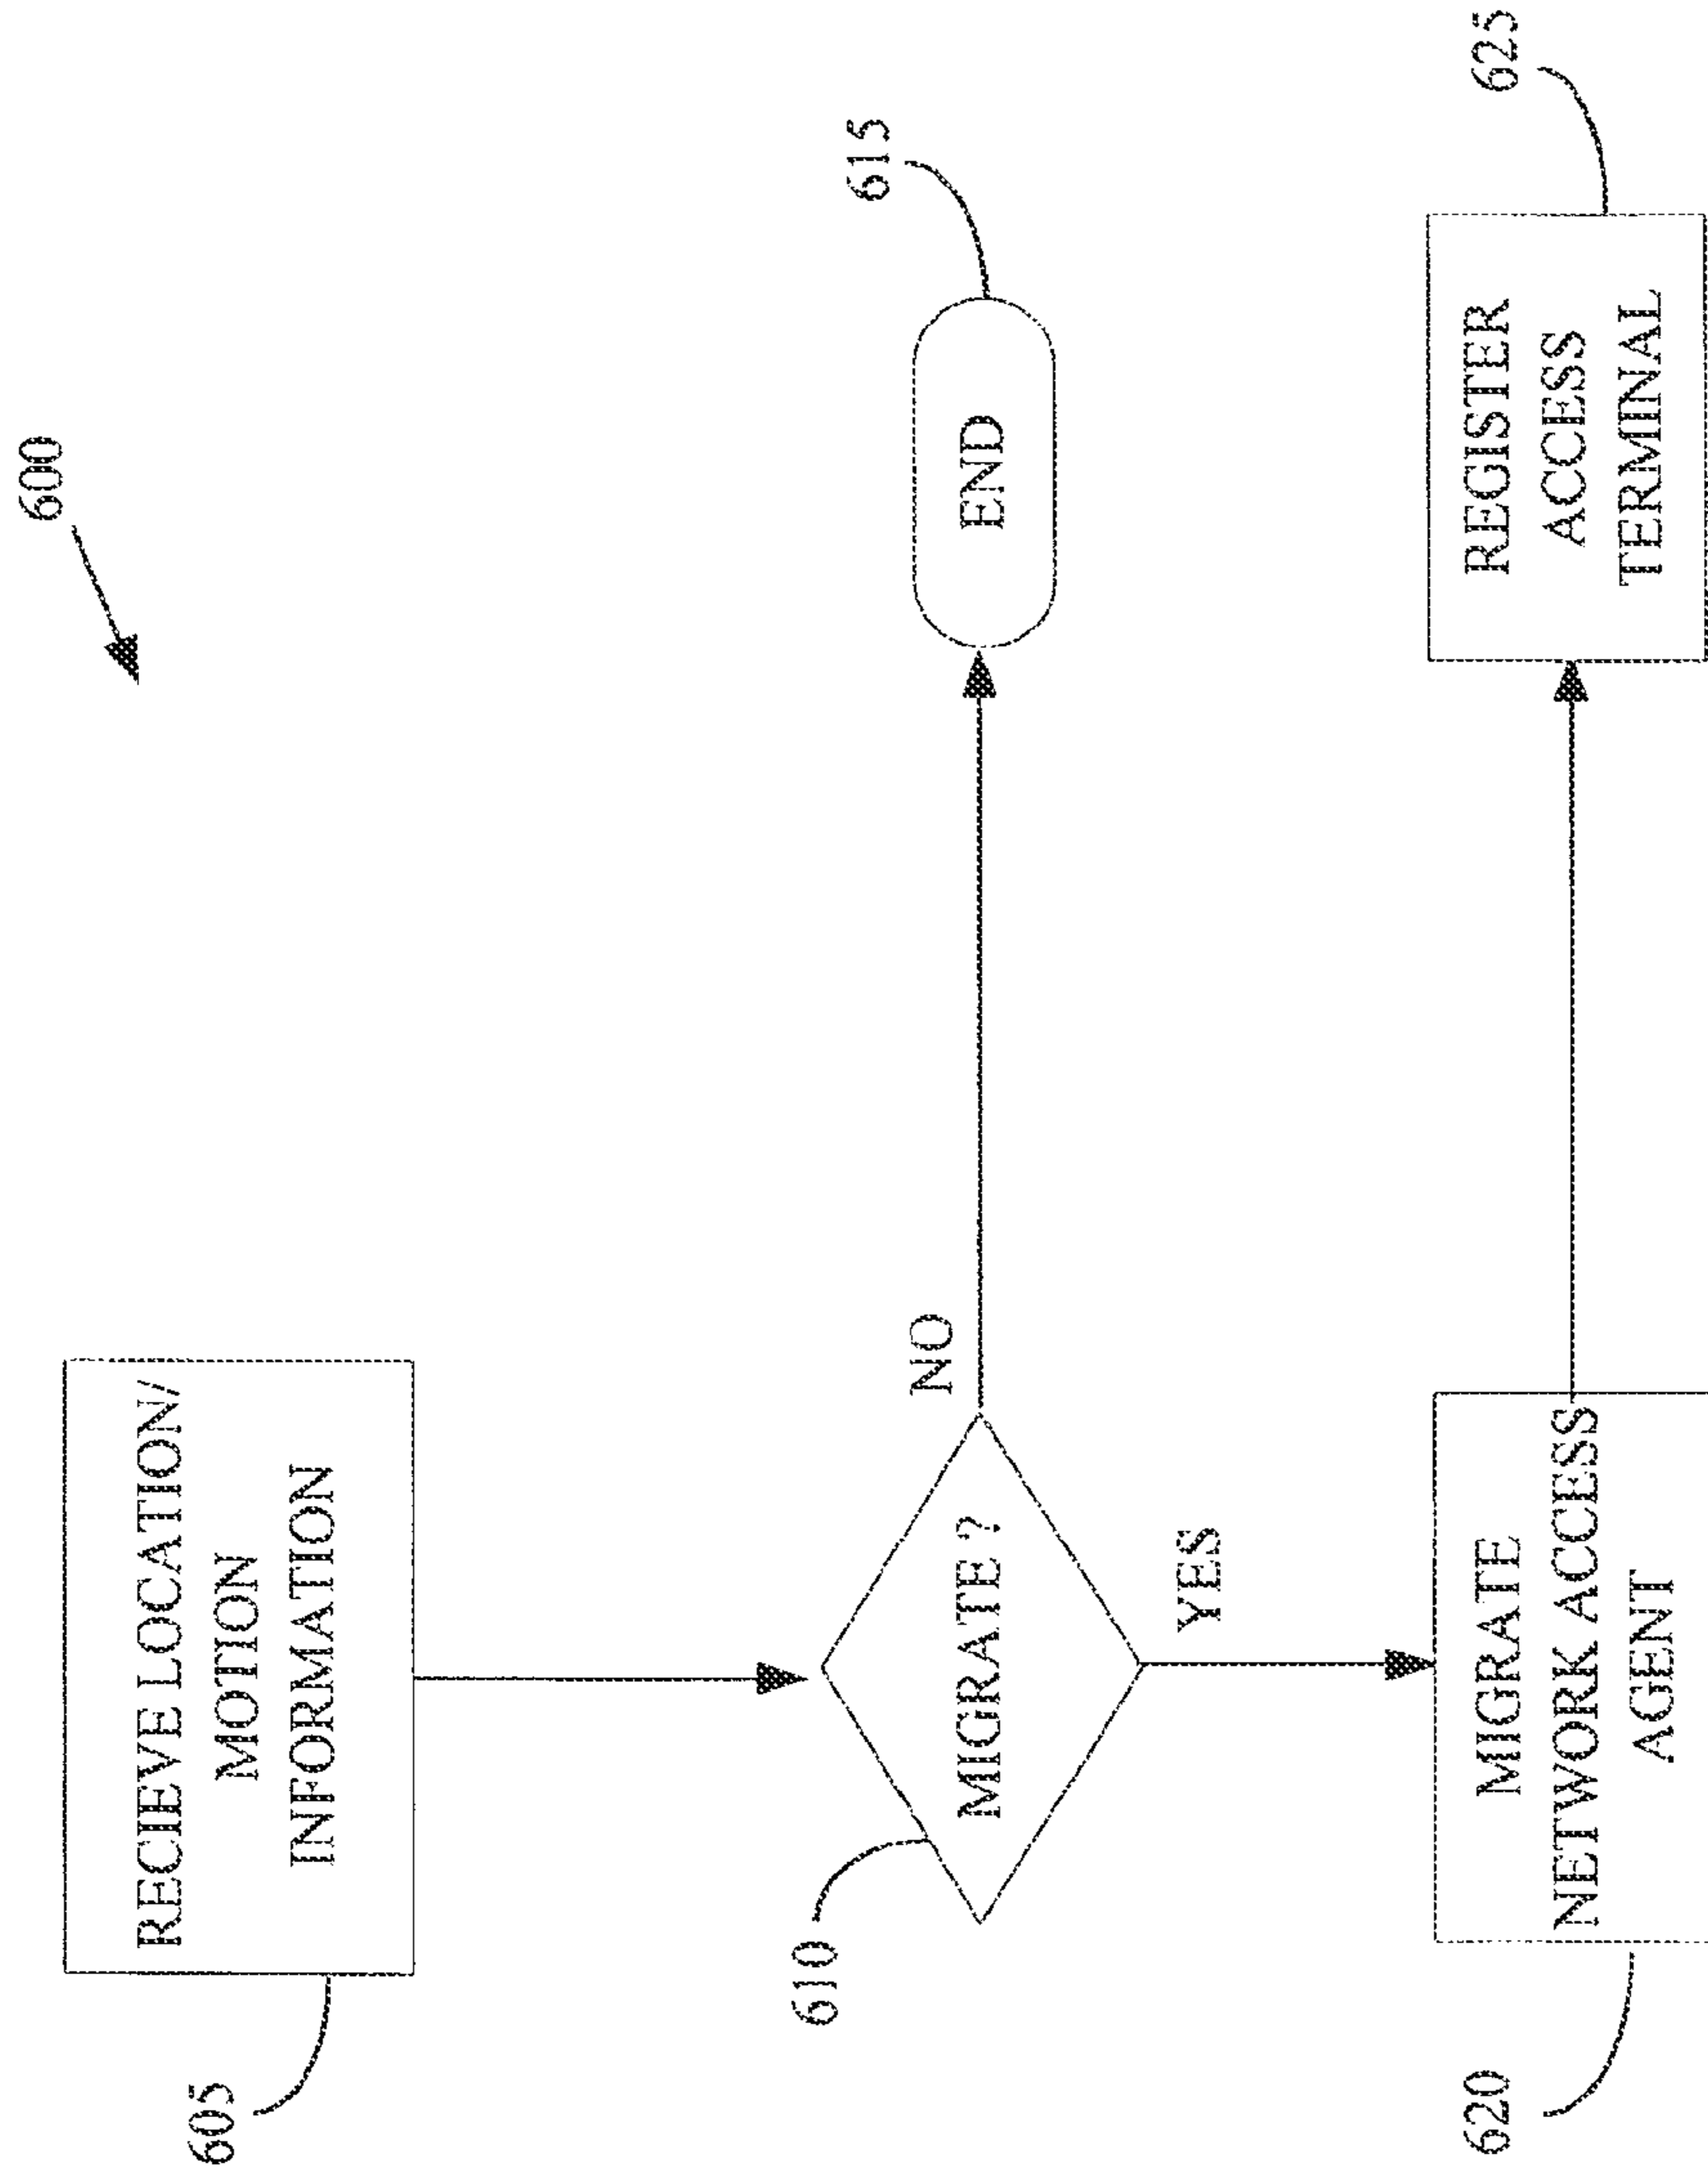 600
RECIEVE LOCATION/
MOTION
INFORMATION
605
MIGRATE ?
610
NO
END
615
YES
MIGRATE
NETWORK ACCESS
AGENT
620
REGISTER
ACCESS
TERMINAL
625